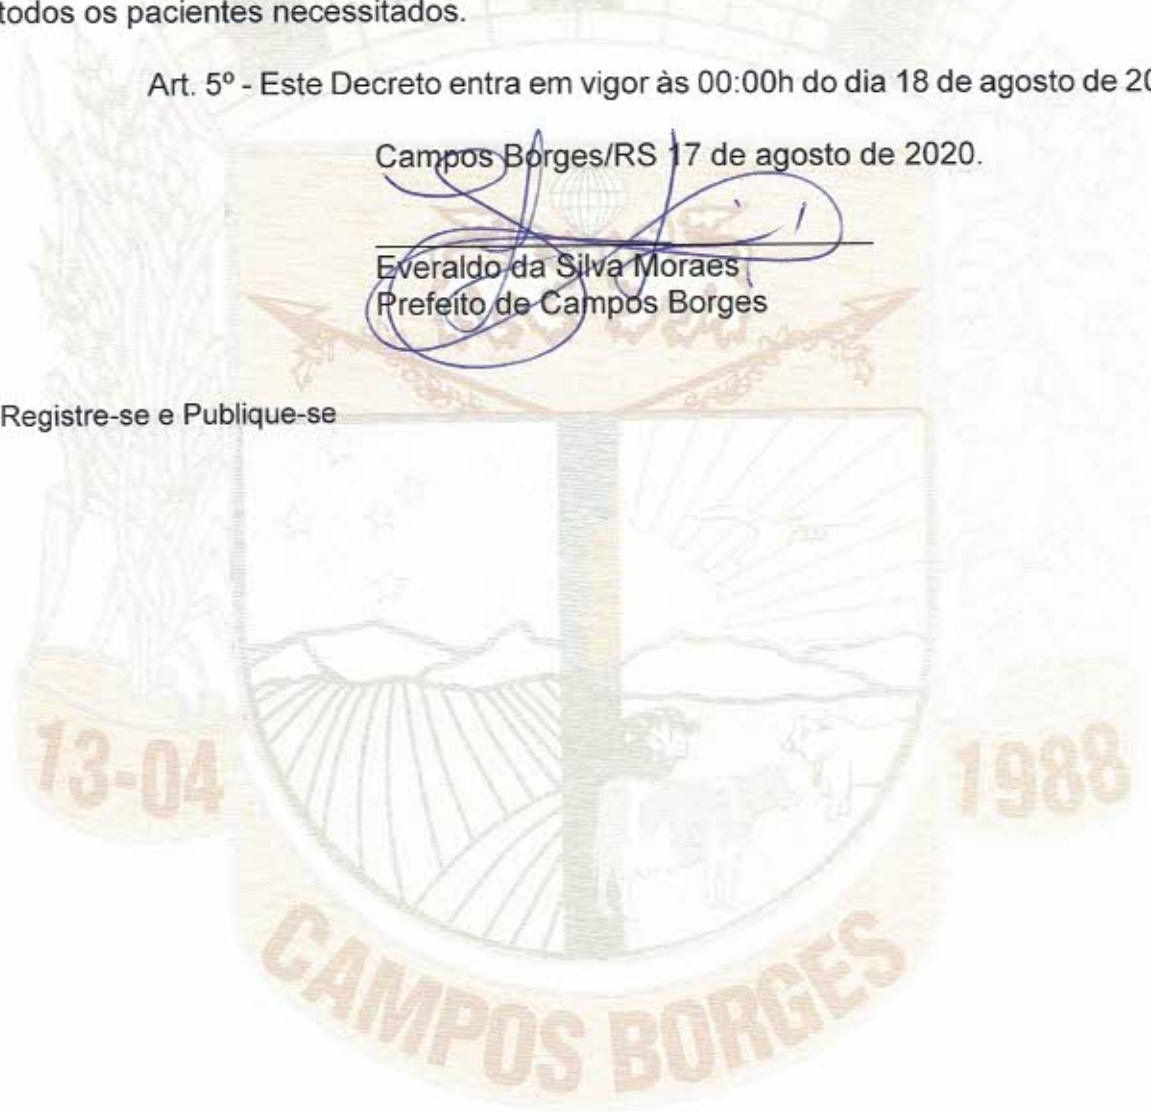 todos os pacientes necessitados.
Art. 5º - Este Decreto entra em vigor às 00:00h do dia 18 de agosto de 20
Campos Borges/RS 17 de agosto de 2020.
Everaldo da Silva Moraes
Prefeito de Campos Borges
Registre-se e Publique-se
13-04
1988
CAMPOS BORGES